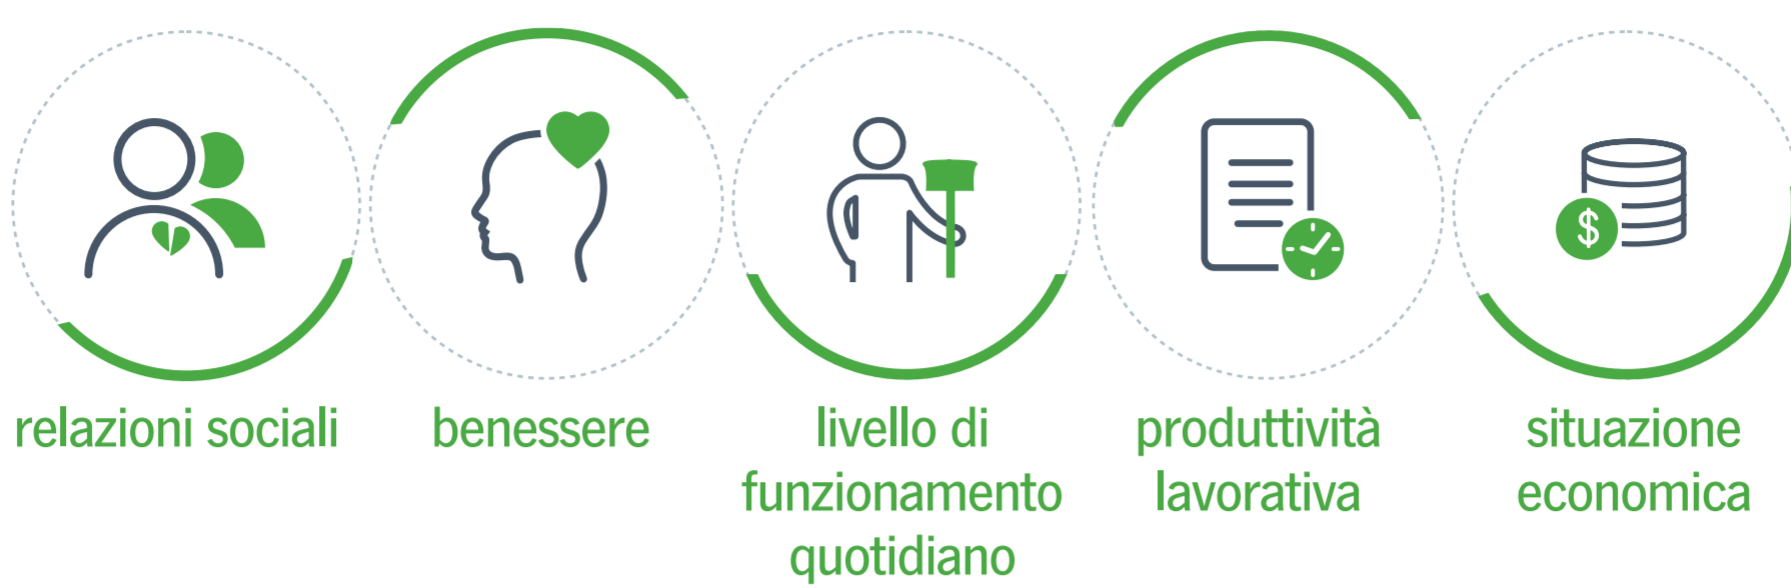 relazioni sociali
benessere
livello di
funzionamento
quotidiano
produttività
lavorativa
$
situazione
economica